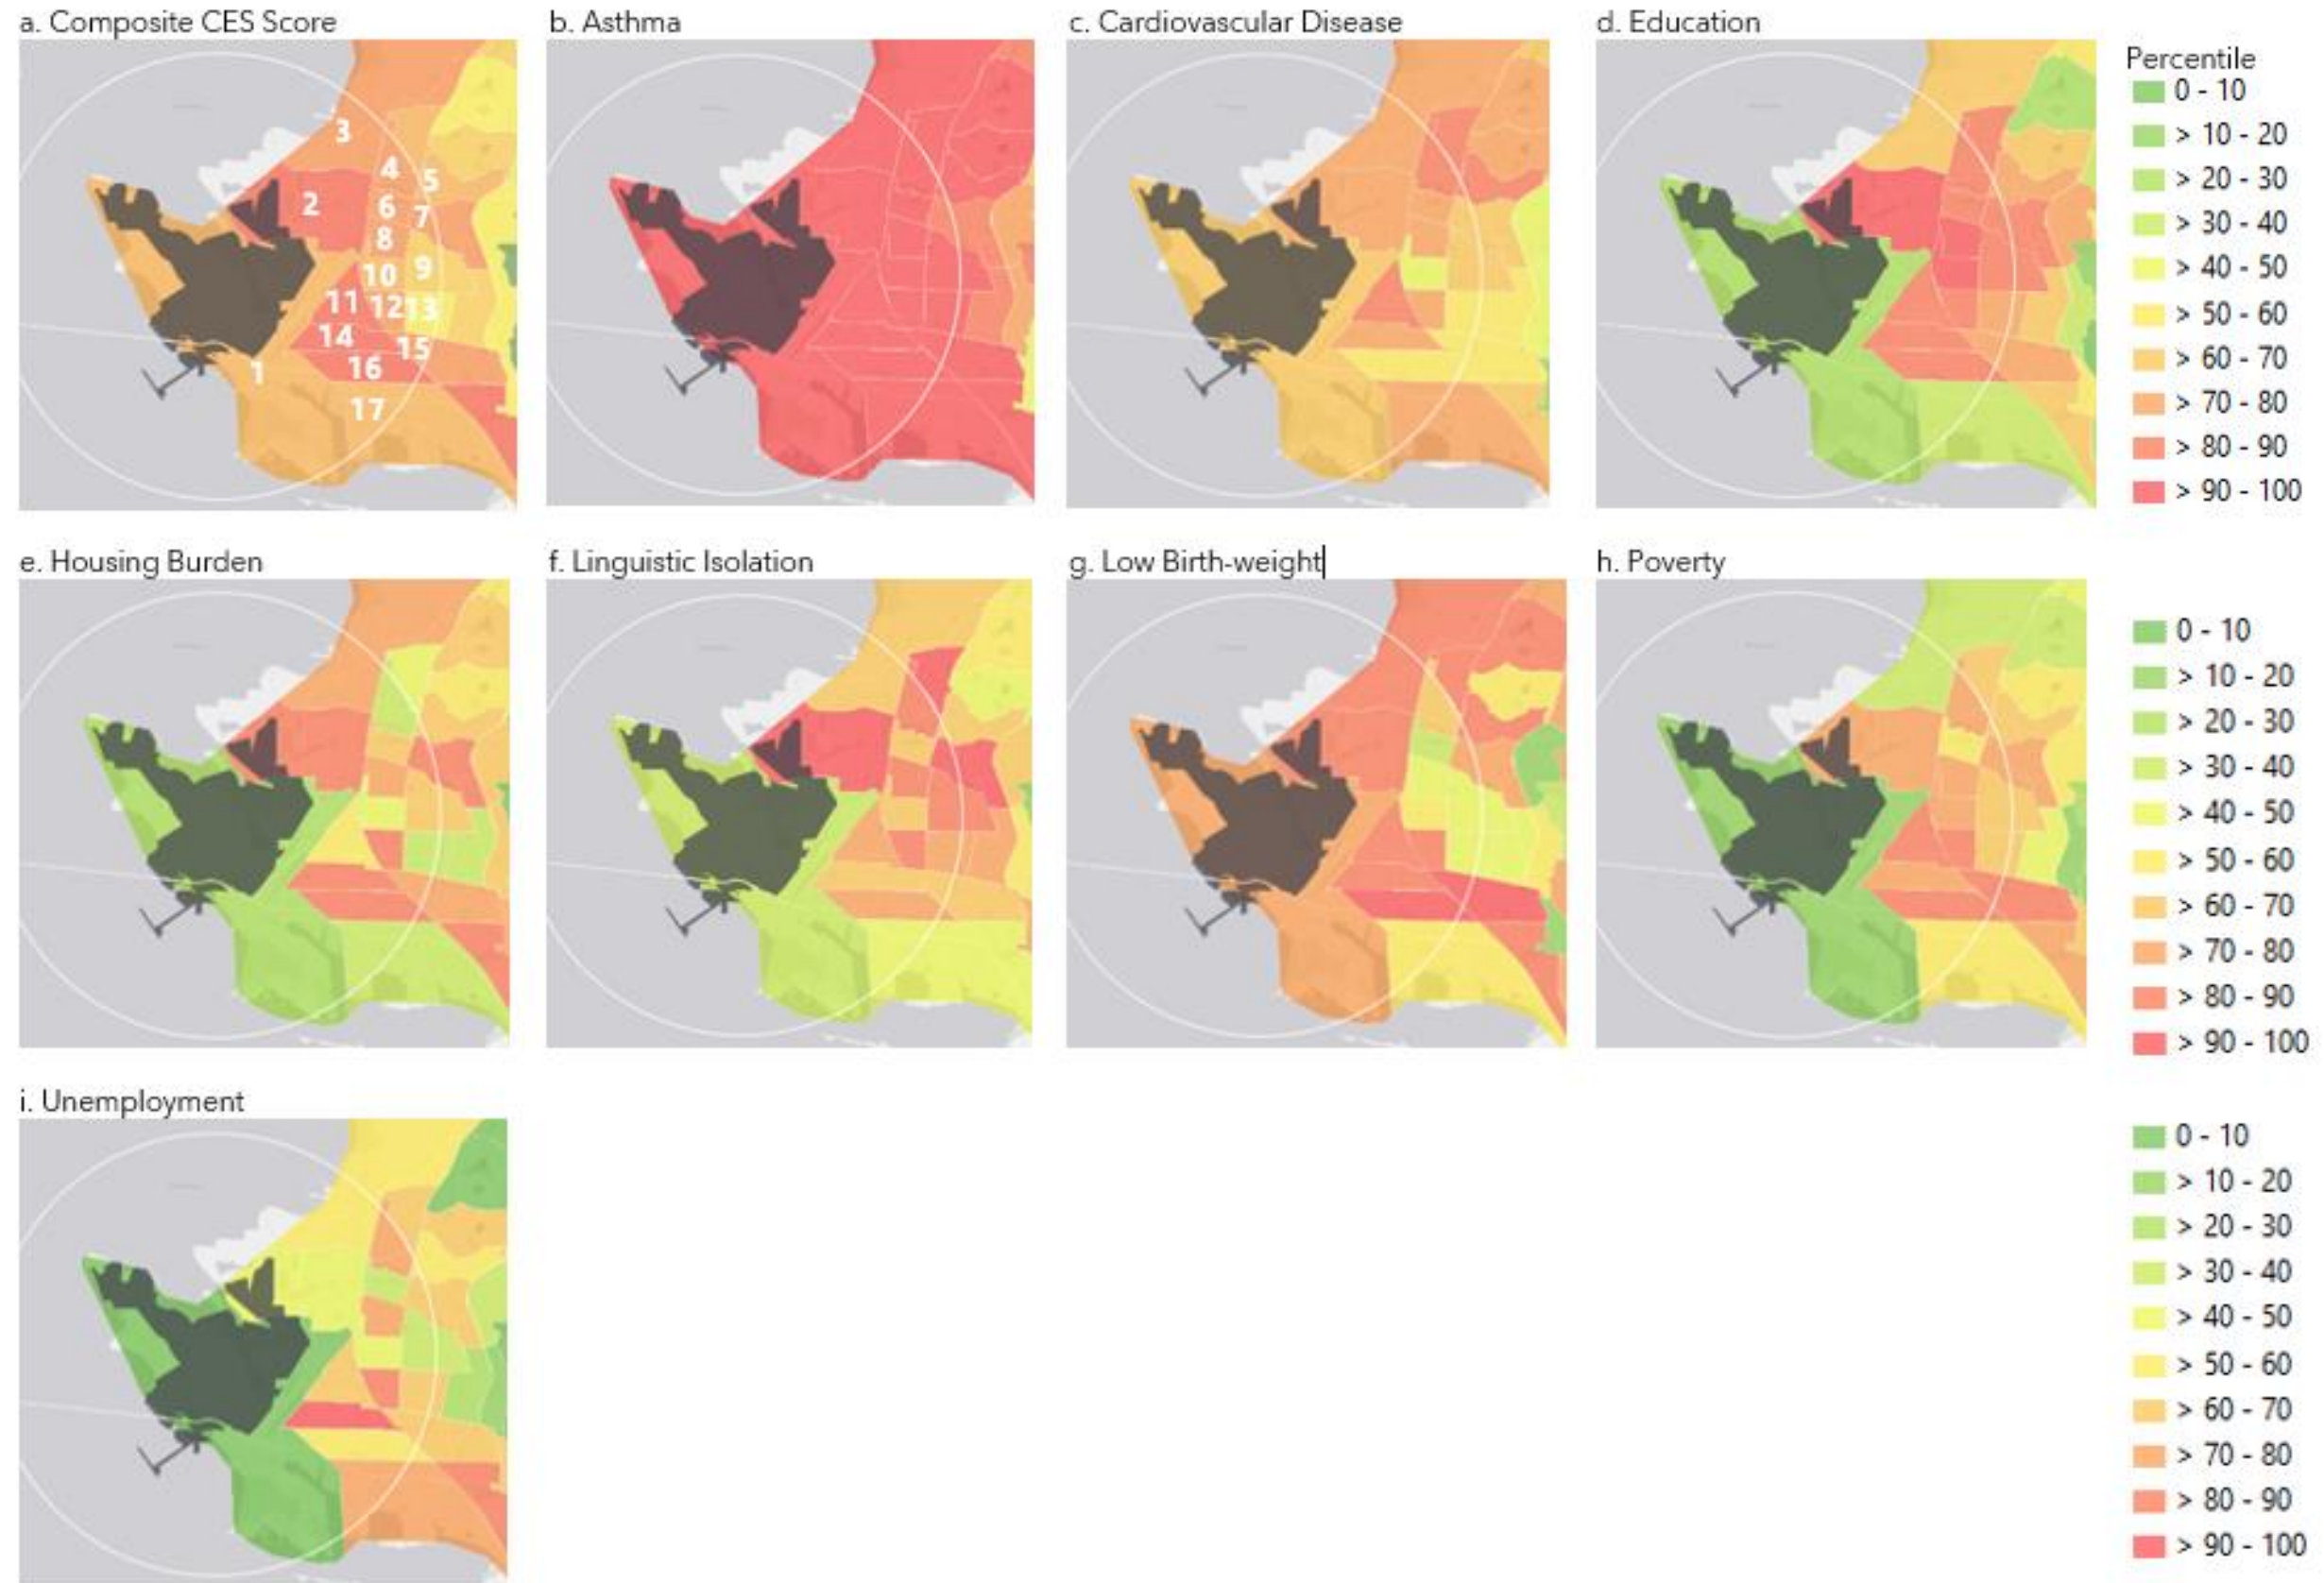 a. Composite CES Score
b. Asthma
c. Cardiovascular Disease
d. Education
Percentile
0 - 10
> 10 - 20
> 20 - 30
> 30 - 40
> 40 - 50
> 50 - 60
> 60 - 70
> 70 - 80
> 80 - 90
> 90 - 100
3
4
5
2
6
7
8
10
9
11
12
13
14
15
1
16
17
e. Housing Burden
f. Linguistic Isolation
g. Low Birth-weight
h. Poverty
0 - 10
> 10 - 20
> 20 - 30
> 30 - 40
> 40 - 50
> 50 - 60
> 60 - 70
> 70 - 80
> 80 - 90
> 90 - 100
i. Unemployment
0 - 10
> 10 - 20
> 20 - 30
> 30 - 40
> 40 - 50
> 50 - 60
> 60 - 70
> 70 - 80
> 80 - 90
> 90 - 100